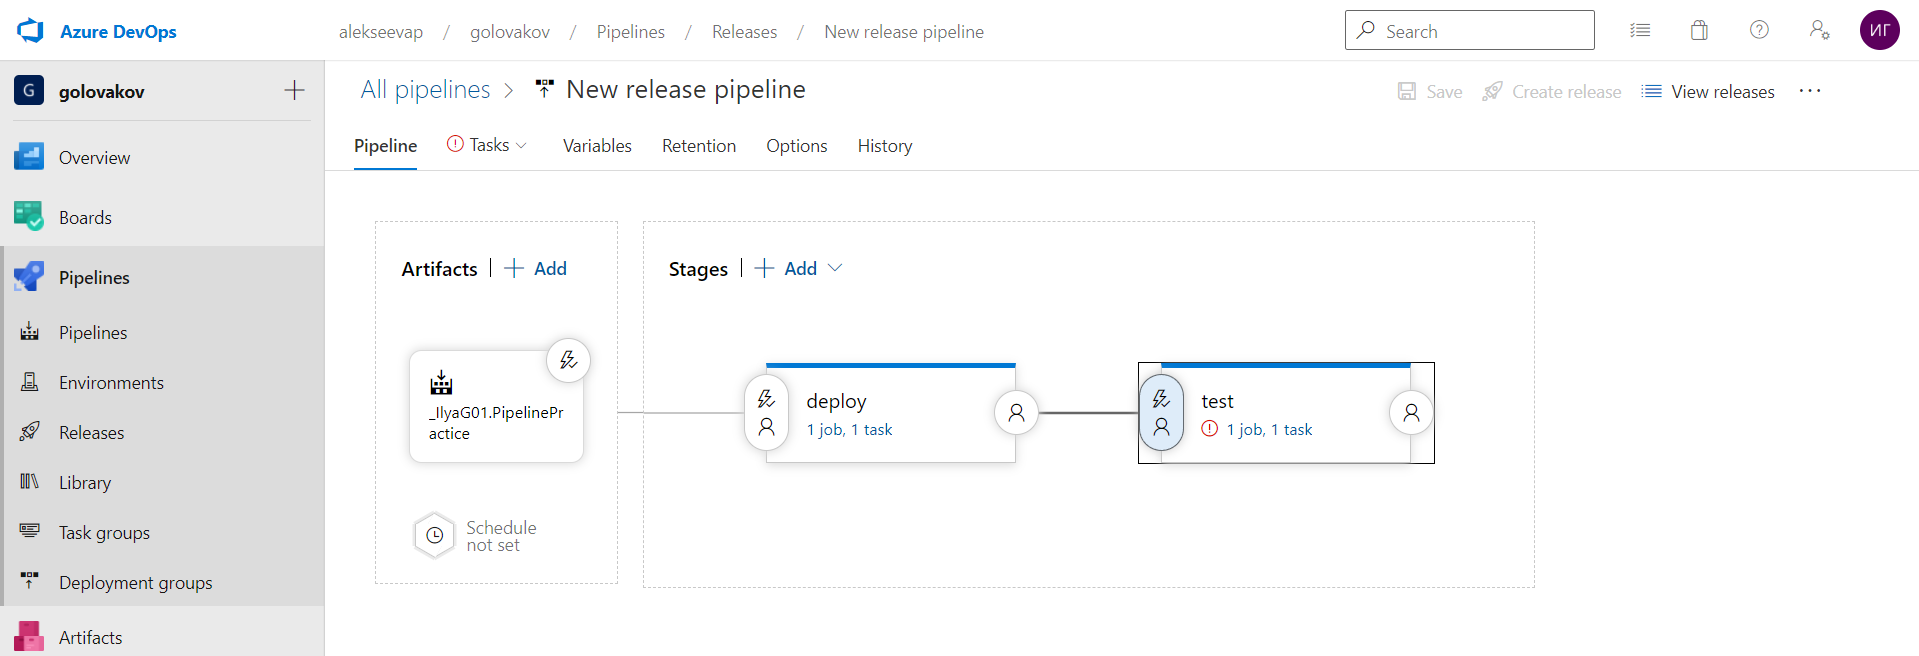 Azure DevOps
alekseevap / golovakov / Pipelines / Releases / New release pipeline
Search
ИГ
G golovakov
All pipelines > New release pipeline
Save Create release View releases ...
Pipeline Tasks Variables Retention Options History
Overview
Boards
Pipelines
Pipelines
Environments
Releases
Library
Task groups
Deployment groups
Artifacts
Artifacts | + Add
_IlyaG01.PipelinePr
actice
Schedule
not set
Stages | + Add
deploy
1 job, 1 task
test
1 job, 1 task